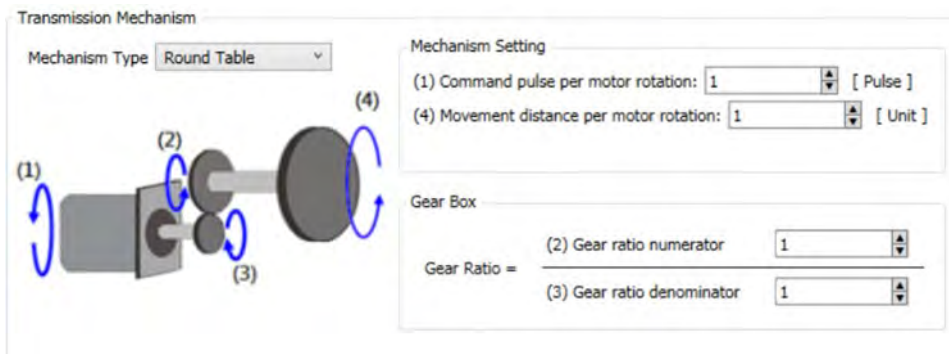 Transmission Mechanism
Mechanism Type Round Table
Mechanism Setting
(1) Command pulse per motor rotation: 1 [ Pulse ]
(4) Movement distance per motor rotation: 1 [ Unit ]
(4)
(2)
(1)
(3)
Gear Box
(2) Gear ratio numerator 1
Gear Ratio =
(3) Gear ratio denominator 1